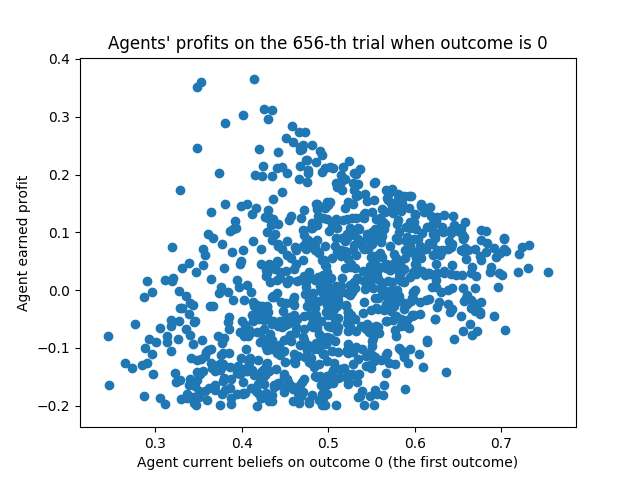 Agents' profits on the 656-th trial when outcome is 0
0.4
0.3
0.2
0.1
0.0
−0.1
−0.2
Agent earned profit
0.3 0.4 0.5 0.6 0.7
Agent current beliefs on outcome 0 (the first outcome)